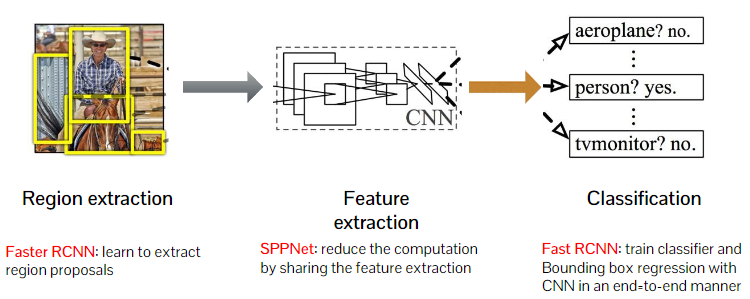 aeroplane? no.
⋮
person? yes.
⋮
tvmonitor? no.
CNN
Region extraction
Feature
extraction
Classification
Faster RCNN: learn to extract
region proposals
SPPNet: reduce the computation
by sharing the feature extraction
Fast RCNN: train classifier and
Bounding box regression with
CNN in an end-to-end manner